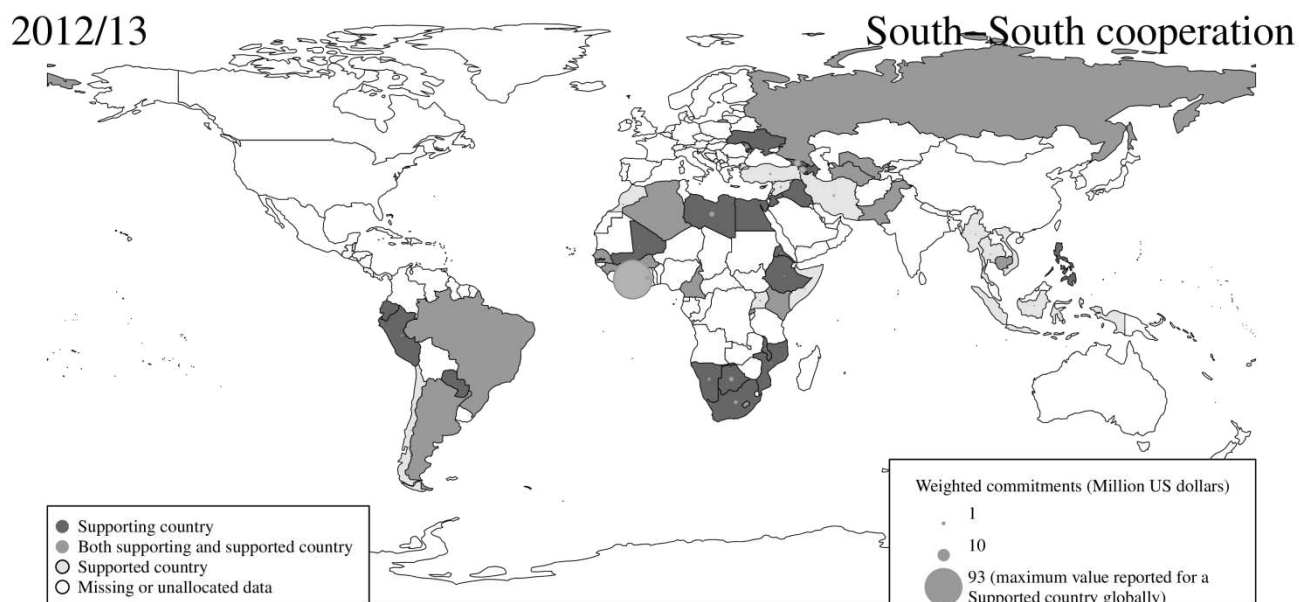 2012/13
South–South cooperation
Supporting country
Both supporting and supported country
Supported country
Missing or unallocated data
Weighted commitments (Million US dollars)
1
10
93 (maximum value reported for a
Supported country globally)